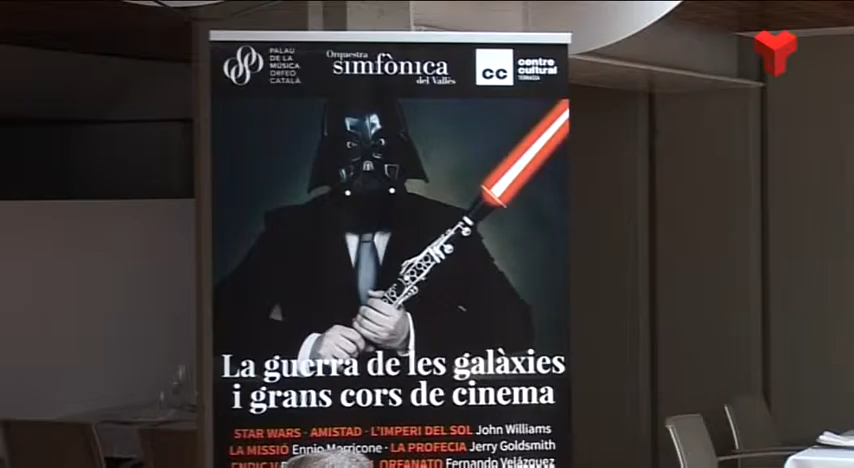 PALAU
DE LA
MÚSICA
ORFEÓ
CATALÀ
Orquestra
simfònica
del Vallès
cc
centre
cultural
TERRASSA
La guerra de les galàxies
i grans cors de cinema
STAR WARS · AMISTAD · L'IMPERI DEL SOL John Williams
LA MISSIÓ Ennio Morricone · LA PROFECIA Jerry Goldsmith
ENRIC V ORFANATO Fernando Velázquez